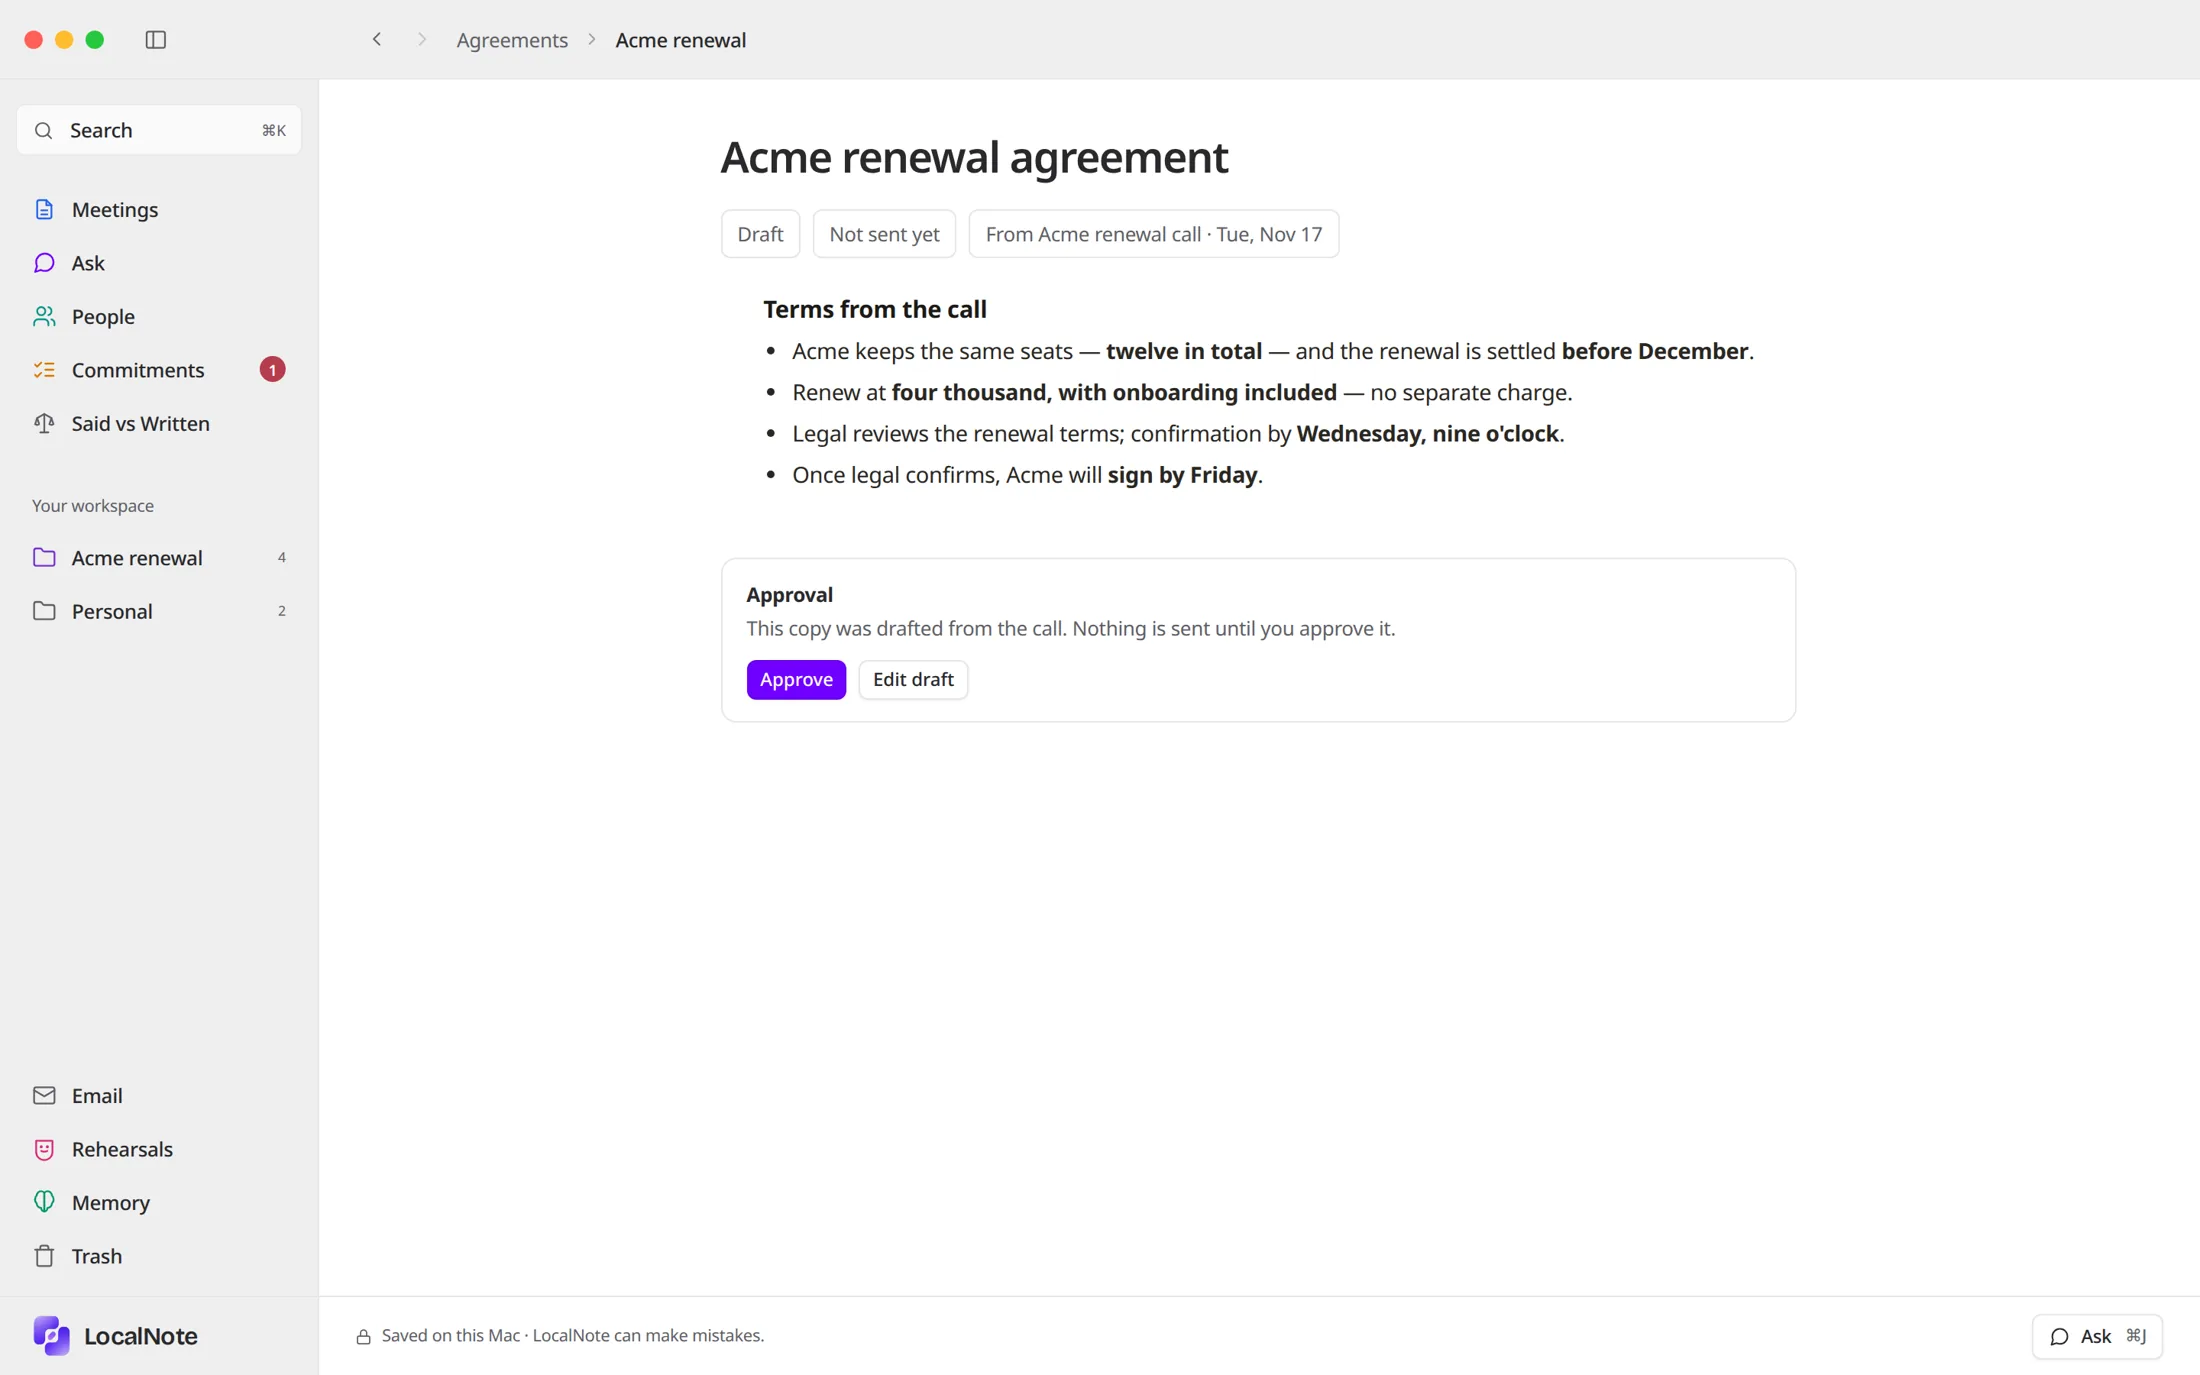 Agreements > Acme renewal
Search ⌘K
Meetings
Ask
People
Commitments 1
Said vs Written
Your workspace
Acme renewal 4
Personal 2
Email
Rehearsals
Memory
Trash
LocalNote
Acme renewal agreement
Draft
Not sent yet
From Acme renewal call · Tue, Nov 17
Terms from the call
• Acme keeps the same seats — twelve in total — and the renewal is settled before December.
• Renew at four thousand, with onboarding included — no separate charge.
• Legal reviews the renewal terms; confirmation by Wednesday, nine o'clock.
• Once legal confirms, Acme will sign by Friday.
Approval
This copy was drafted from the call. Nothing is sent until you approve it.
Approve
Edit draft
Saved on this Mac · LocalNote can make mistakes.
Ask ⌘J